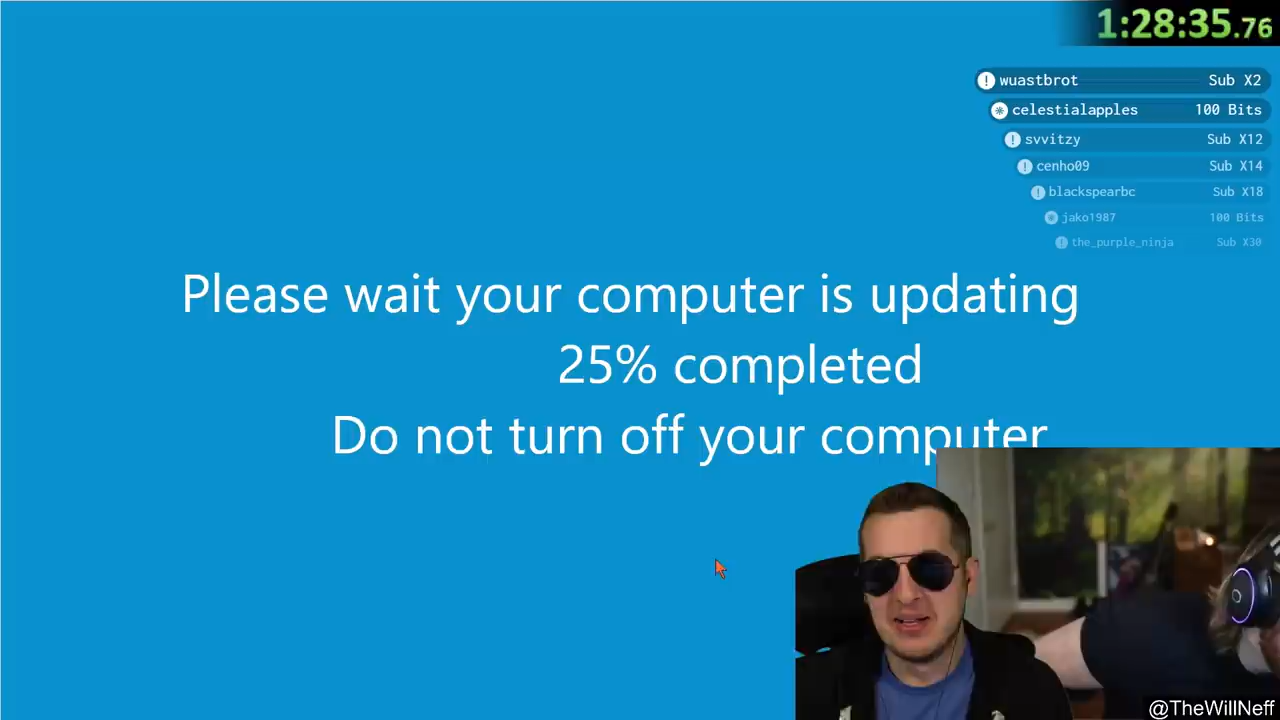 1:28:35.76
wuastbrot Sub X2
celestialapples 100 Bits
svvitzy Sub X12
cenho09 Sub X14
blackspearbc Sub X18
jako1987 100 Bits
the_purple_ninja Sub X30
Please wait your computer is updating
25% completed
Do not turn off your computer
@TheWillNeff